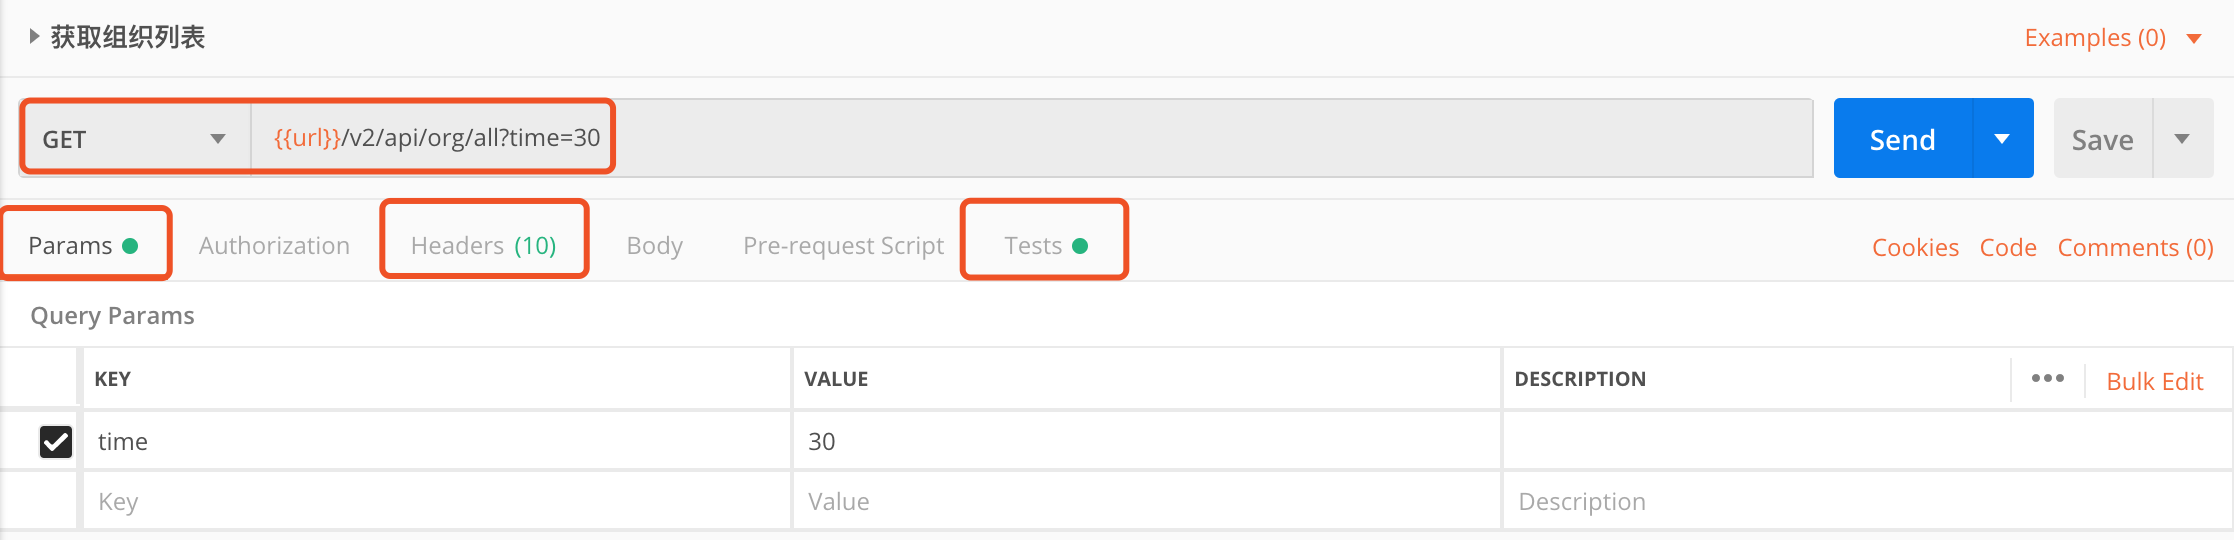 获取组织列表
Examples (0)
GET
{{url}}/v2/api/org/all?time=30
Send
Save
Params
Authorization
Headers (10)
Body
Pre-request Script
Tests
Cookies
Code
Comments (0)
Query Params
KEY
VALUE
DESCRIPTION
Bulk Edit
time
30
Key
Value
Description